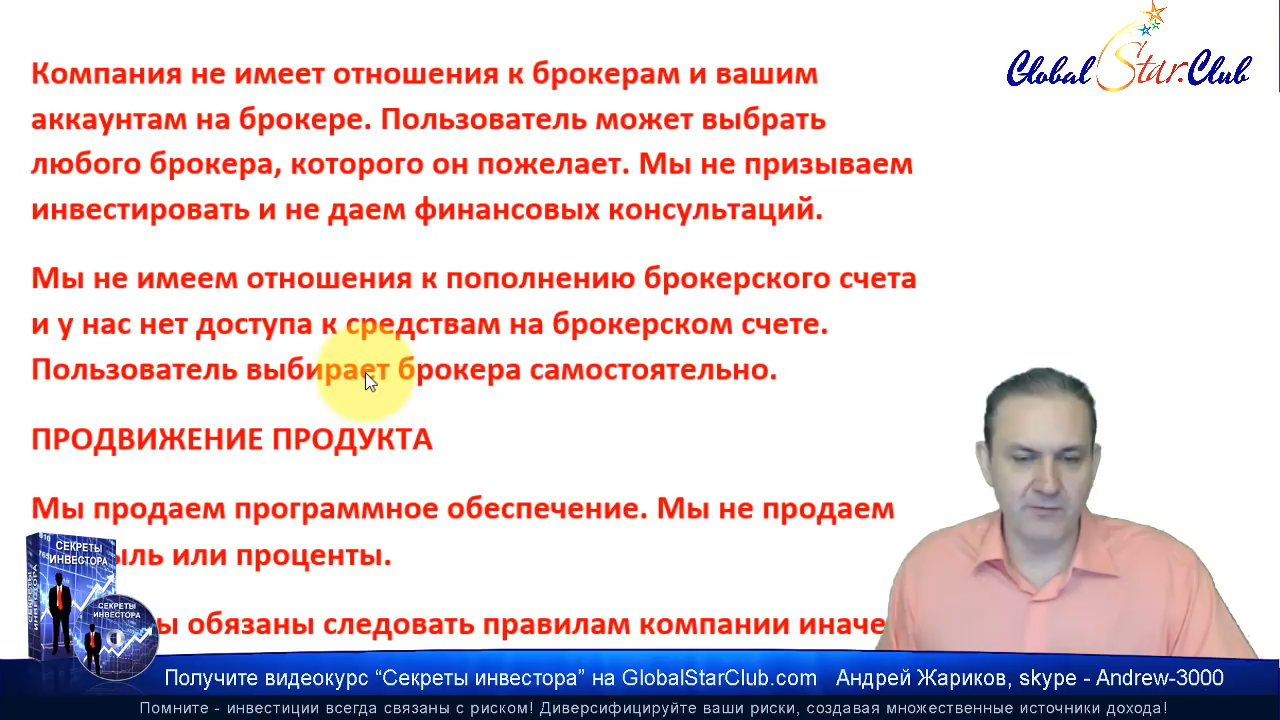 Global Star.Club
Компания не имеет отношения к брокерам и вашим
аккаунтам на брокере. Пользователь может выбрать
любого брокера, которого он пожелает. Мы не призываем
инвестировать и не даем финансовых консультаций.
Мы не имеем отношения к пополнению брокерского счета
и у нас нет доступа к средствам на брокерском счете.
Пользователь выбирает брокера самостоятельно.
ПРОДВИЖЕНИЕ ПРОДУКТА
Мы продаем программное обеспечение. Мы не продаем
или проценты.
обязаны следовать правилам компании иначе
СЕКРЕТЫ
ИНВЕСТОРА
СЕКРЕТЫ ИНВЕСТОРА
СЕКРЕТЫ
ИНВЕСТОРА
Получите видеокурс “Секреты инвестора” на GlobalStarClub.com Андрей Жариков, skype - Andrew-3000
Помните - инвестиции всегда связаны с риском! Диверсифицируйте ваши риски, создавая множественные источники дохода!